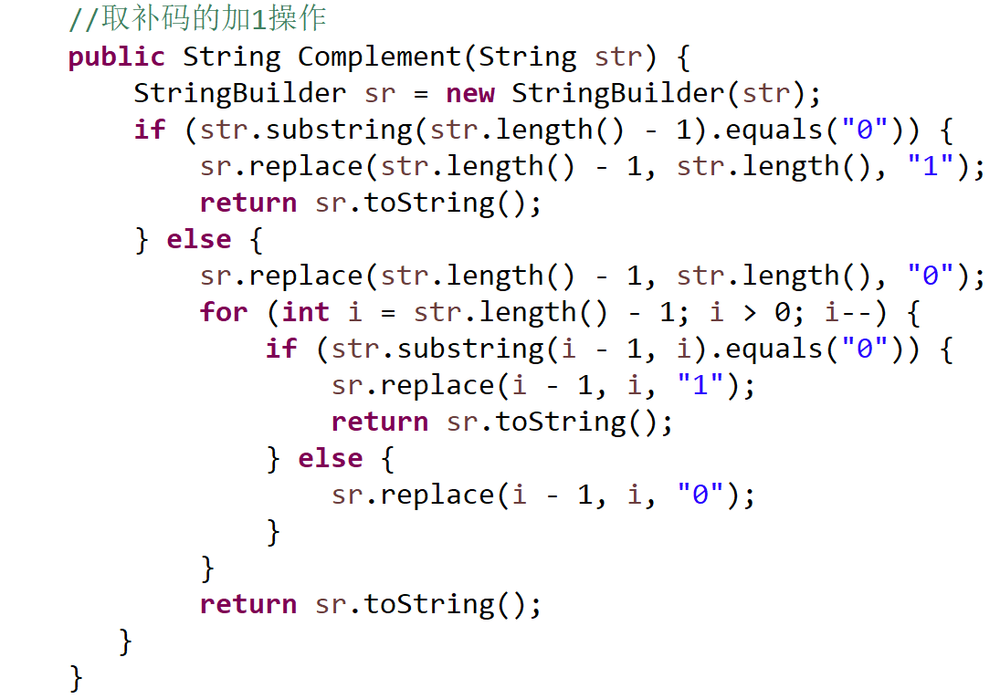 //取补码的加1操作
public String Complement(String str) {
    StringBuilder sr = new StringBuilder(str);
    if (str.substring(str.length() - 1).equals("0")) {
        sr.replace(str.length() - 1, str.length(), "1");
        return sr.toString();
    } else {
        sr.replace(str.length() - 1, str.length(), "0");
        for (int i = str.length() - 1; i > 0; i--) {
            if (str.substring(i - 1, i).equals("0")) {
                sr.replace(i - 1, i, "1");
                return sr.toString();
            } else {
                sr.replace(i - 1, i, "0");
            }
        }
        return sr.toString();
   }
}